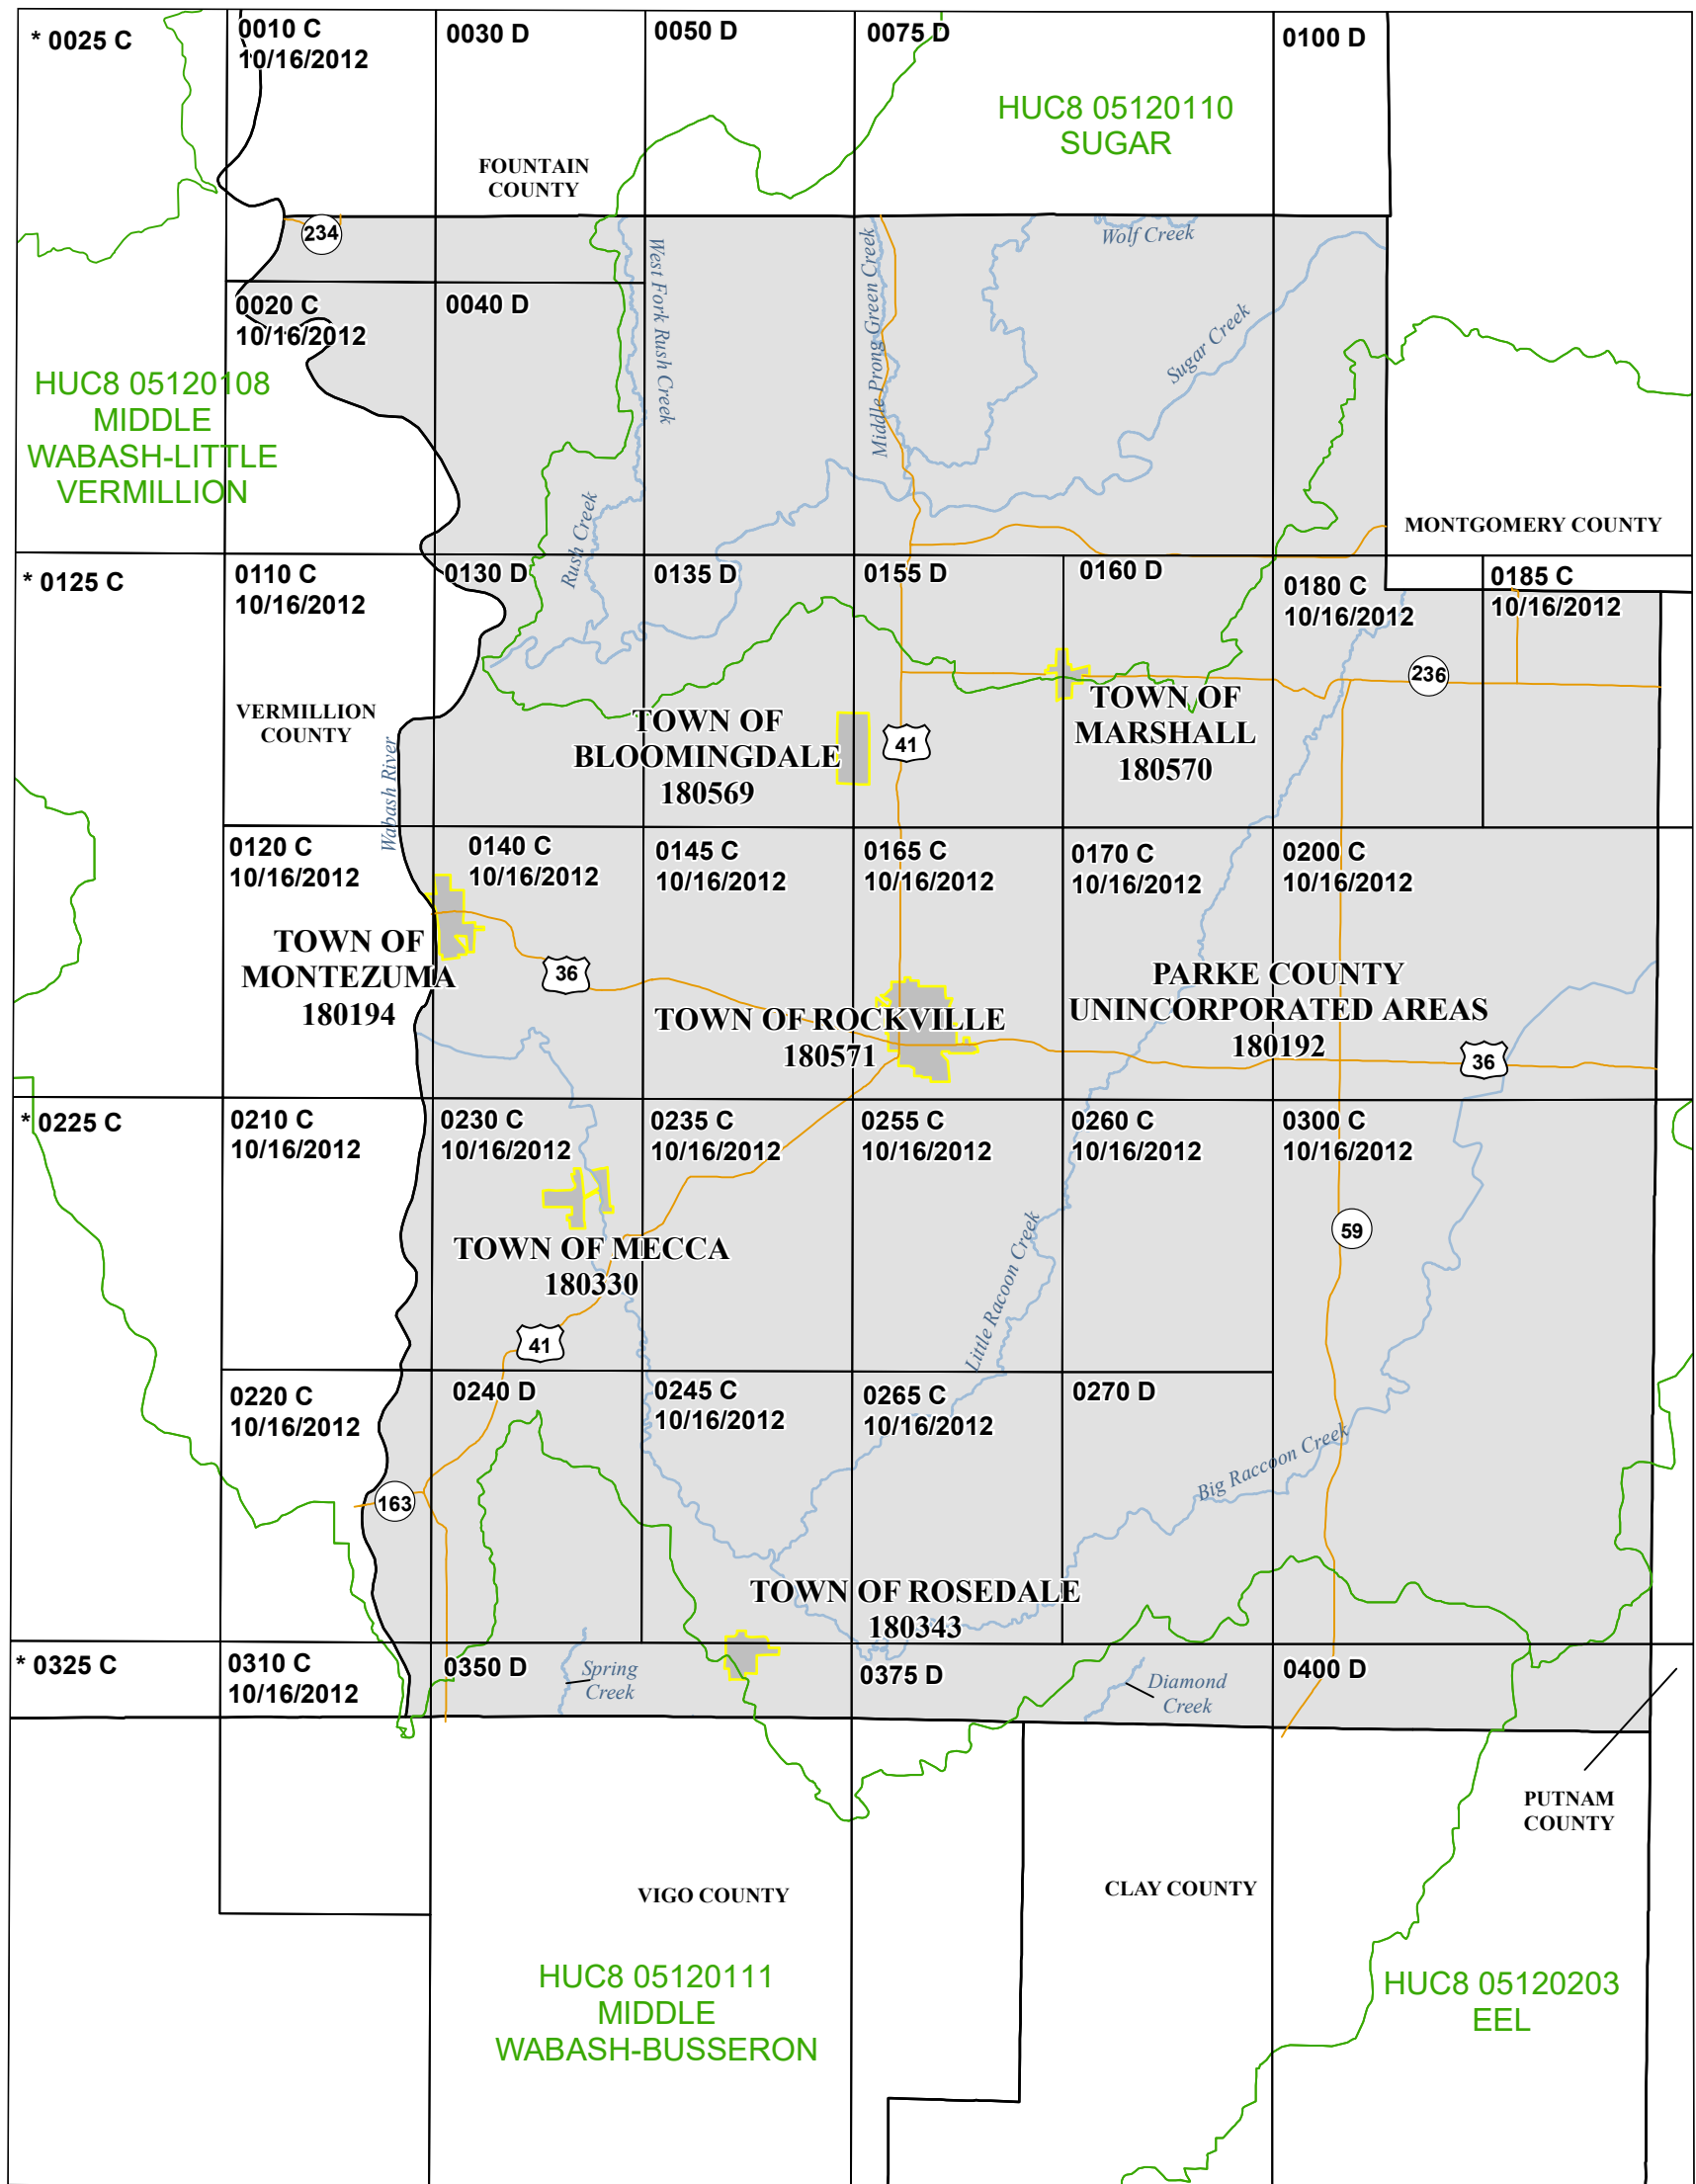 * 0025 C
0010 C
10/16/2012
0030 D
0050 D
0075 D
0100 D
HUC8 05120110
SUGAR
FOUNTAIN
COUNTY
234
West Fork Rush Creek
Middle Prong Green Creek
Wolf Creek
Sugar Creek
0020 C
10/16/2012
0040 D
HUC8 05120108
MIDDLE
WABASH-LITTLE
VERMILLION
Rush Creek
MONTGOMERY COUNTY
* 0125 C
0110 C
10/16/2012
0130 D
0135 D
0155 D
0160 D
0180 C
10/16/2012
0185 C
10/16/2012
236
VERMILLION
COUNTY
Wabash River
TOWN OF
BLOOMINGDALE
180569
41
TOWN OF
MARSHALL
180570
0120 C
10/16/2012
0140 C
10/16/2012
0145 C
10/16/2012
0165 C
10/16/2012
0170 C
10/16/2012
0200 C
10/16/2012
TOWN OF
MONTEZUMA
180194
36
TOWN OF ROCKVILLE
180571
PARKE COUNTY
UNINCORPORATED AREAS
180192
36
* 0225 C
0210 C
10/16/2012
0230 C
10/16/2012
0235 C
10/16/2012
0255 C
10/16/2012
0260 C
10/16/2012
0300 C
10/16/2012
TOWN OF MECCA
180330
41
Little Racoon Creek
59
0220 C
10/16/2012
0240 D
0245 C
10/16/2012
0265 C
10/16/2012
0270 D
Big Raccoon Creek
163
TOWN OF ROSEDALE
180343
* 0325 C
0310 C
10/16/2012
0350 D
Spring
Creek
0375 D
Diamond
Creek
0400 D
PUTNAM
COUNTY
VIGO COUNTY
CLAY COUNTY
HUC8 05120111
MIDDLE
WABASH-BUSSERON
HUC8 05120203
EEL